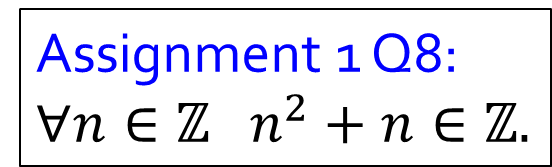 Assignment 1 Q8:
∀𝑛 ∈ ℤ 𝑛² + 𝑛 ∈ ℤ.